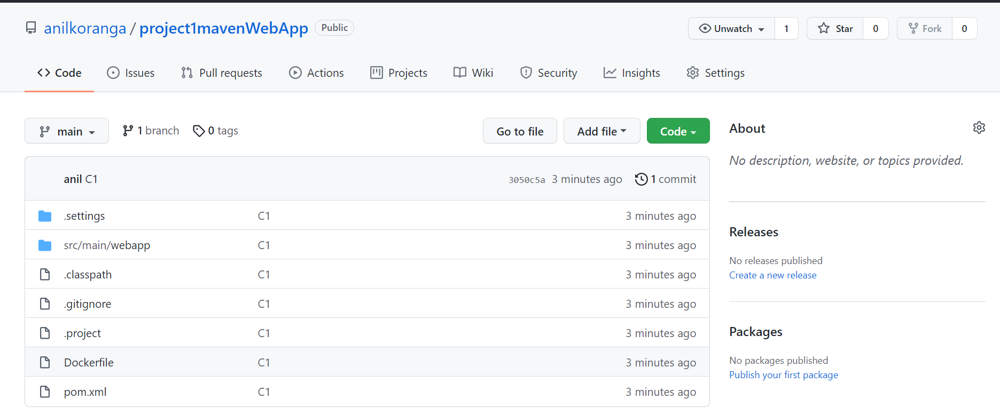 anilkoranga / project1mavenWebApp Public Unwatch 1 Star 0 Fork 0
Code Issues Pull requests Actions Projects Wiki Security Insights Settings
main 1 branch 0 tags Go to file Add file Code
anil C1 3050c5a 3 minutes ago 1 commit
.settings C1 3 minutes ago
src/main/webapp C1 3 minutes ago
.classpath C1 3 minutes ago
.gitignore C1 3 minutes ago
.project C1 3 minutes ago
Dockerfile C1 3 minutes ago
pom.xml C1 3 minutes ago
About
No description, website, or topics provided.
Releases
No releases published
Create a new release
Packages
No packages published
Publish your first package